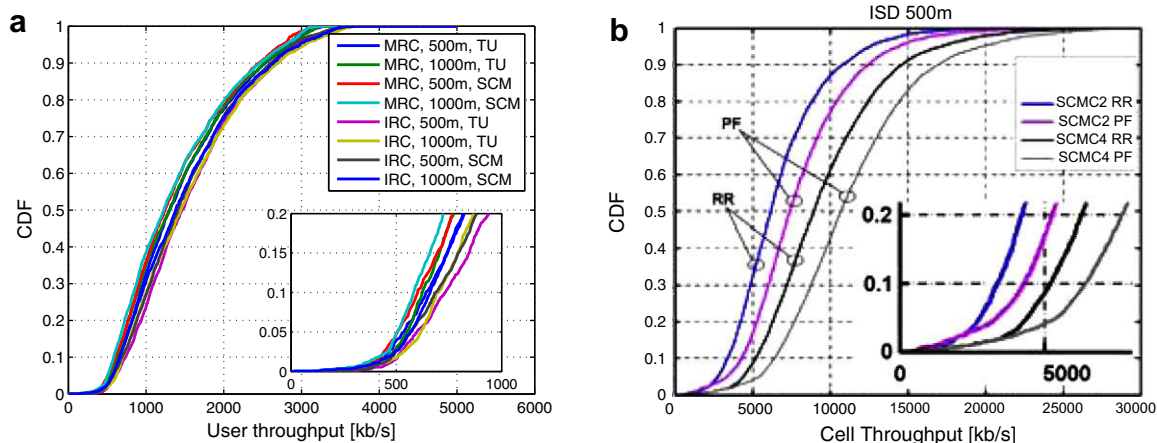 a
CDF
1
0.9
0.8
0.7
0.6
0.5
0.4
0.3
0.2
0.1
0
0
1000
2000
3000
4000
5000
6000
User throughput [kb/s]
MRC, 500m, TU
MRC, 1000m, TU
MRC, 500m, SCM
MRC, 1000m, SCM
IRC, 500m, TU
IRC, 1000m, TU
IRC, 500m, SCM
IRC, 1000m, SCM
0.2
0.15
0.1
0.05
0
0
500
1000
b
ISD 500m
CDF
1
0.9
0.8
0.7
0.6
0.5
0.4
0.3
0.2
0.1
0
0
5000
10000
15000
20000
25000
30000
Cell Throughput [kb/s]
PF
RR
SCMC2 RR
SCMC2 PF
SCMC4 RR
SCMC4 PF
0.2
0.1
0
0
5000